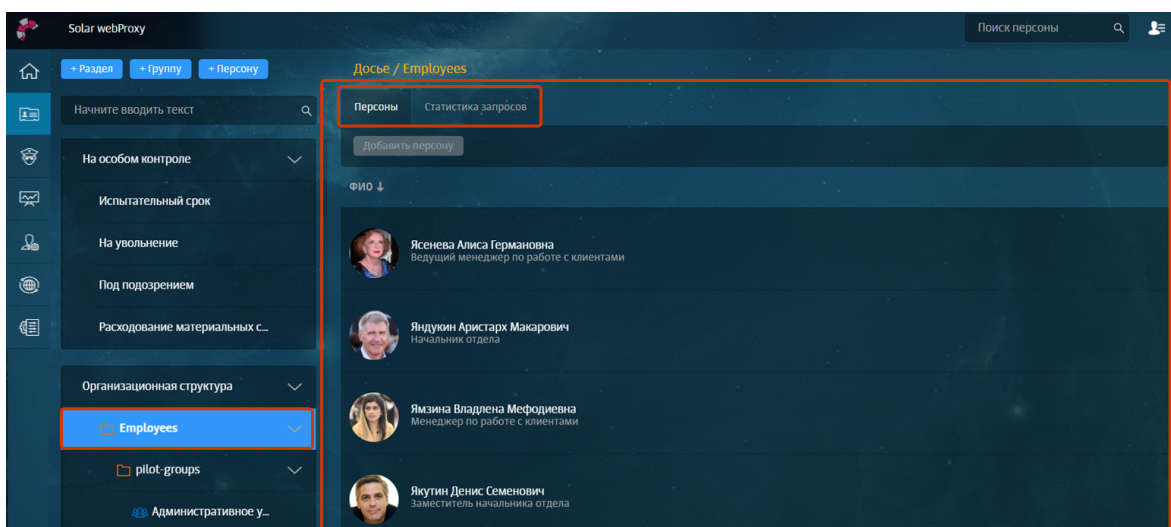 Solar webProxy
Поиск персоны
+ Раздел
+ Группу
+ Персону
Досье / Employees
Начните вводить текст
Персоны
Статистика запросов
Добавить персону
На особом контроле
Испытательный срок
На увольнение
Под подозрением
Расходование материальных с...
Организационная структура
Employees
pilot-groups
Административное у...
ФИО ↓
Ясенева Алиса Германовна
Ведущий менеджер по работе с клиентами
Яндукин Аристарх Макарович
Начальник отдела
Ямзина Владлена Мефодиевна
Менеджер по работе с клиентами
Якутин Денис Семенович
Заместитель начальника отдела